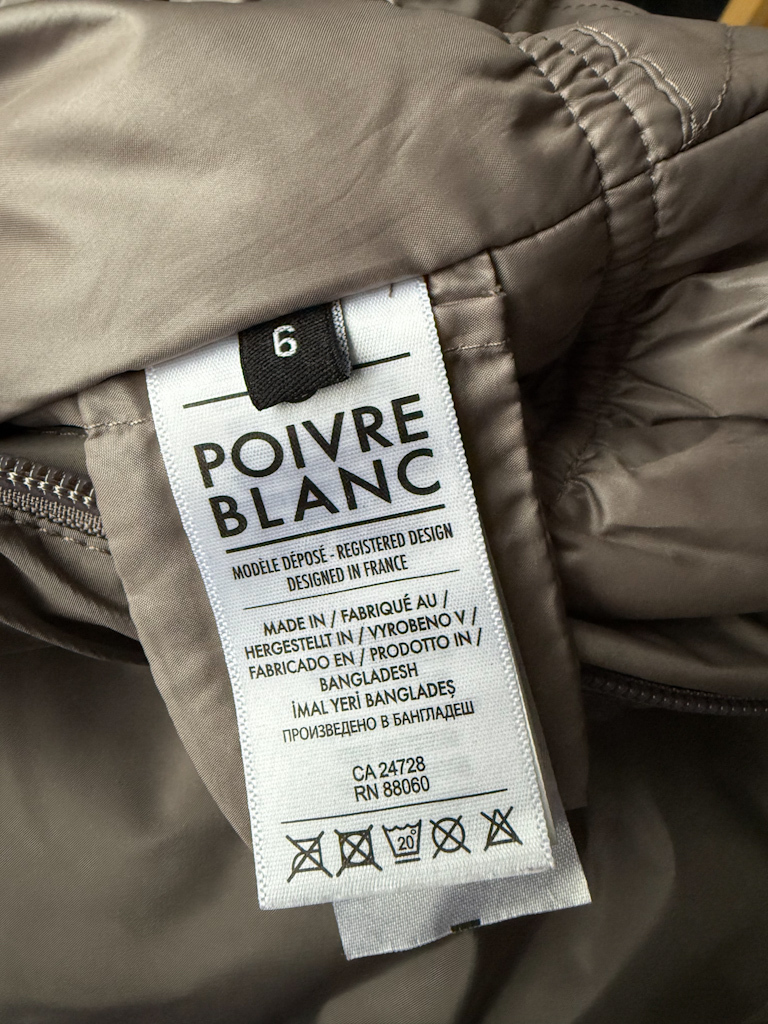 6
POIVRE
BLANC
MODÈLE DÉPOSÉ - REGISTERED DESIGN
DESIGNED IN FRANCE
MADE IN / FABRIQUÉ AU /
HERGESTELLT IN / VYROBENO V /
FABRICADO EN / PRODOTTO IN /
BANGLADESH
İMAL YERİ BANGLADEŞ
ПРОИЗВЕДЕНО В БАНГЛАДЕШ
CA 24728
RN 88060
20°